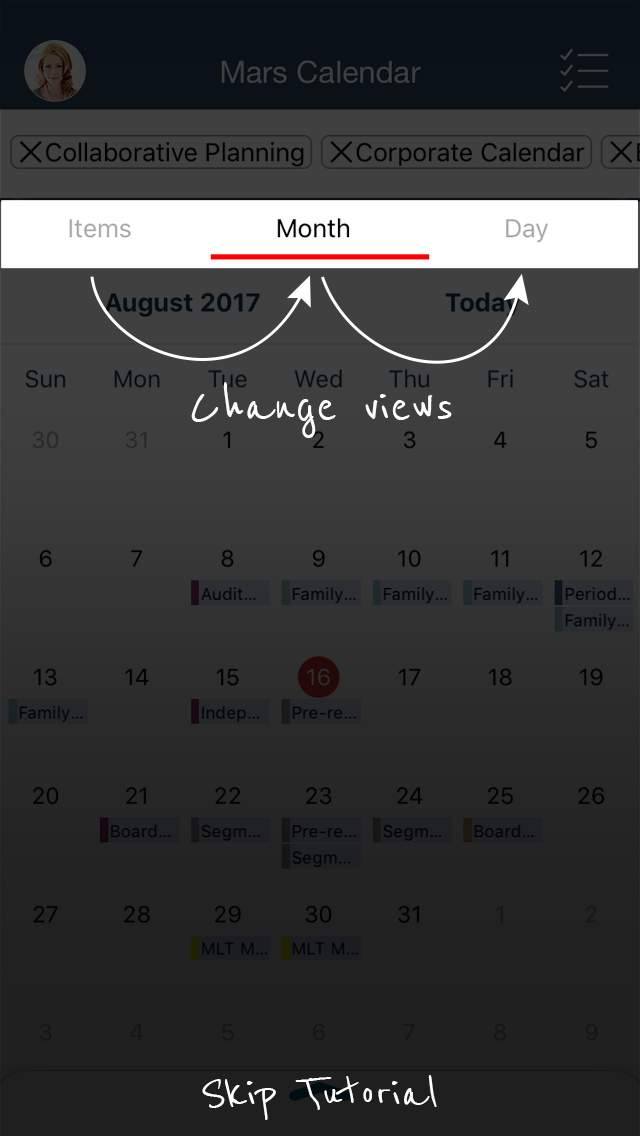 Mars Calendar
Collaborative Planning Corporate Calendar
Items Month Day
August 2017 Today
Change views
Sun Mon Tue Wed Thu Fri Sat
30 31 1 2 3 4 5
6 7 8 9 10 11 12
Audit... Family... Family... Family... Period...
Family...
13 14 15 16 17 18 19
Family... Indep... Pre-re...
20 21 22 23 24 25 26
Board... Segm... Pre-re... Segm... Board...
Segm...
27 28 29 30 31 1 2
MLT M... MLT M...
3 4 5 6 7 8 9
Skip Tutorial